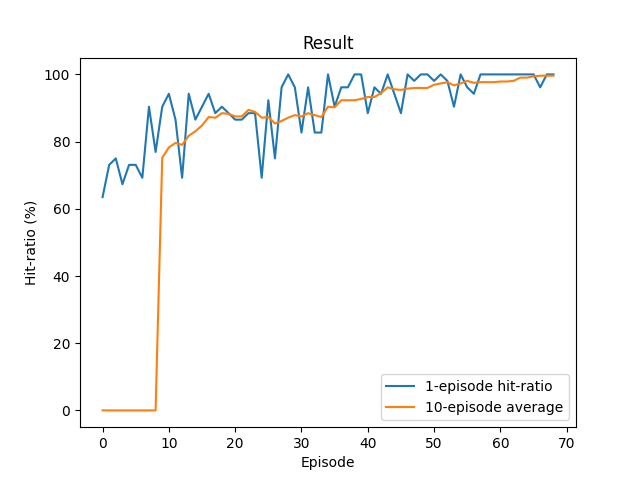 Result
Hit-ratio (%)
100
80
60
40
20
0
0 10 20 30 40 50 60 70
Episode
1-episode hit-ratio
10-episode average